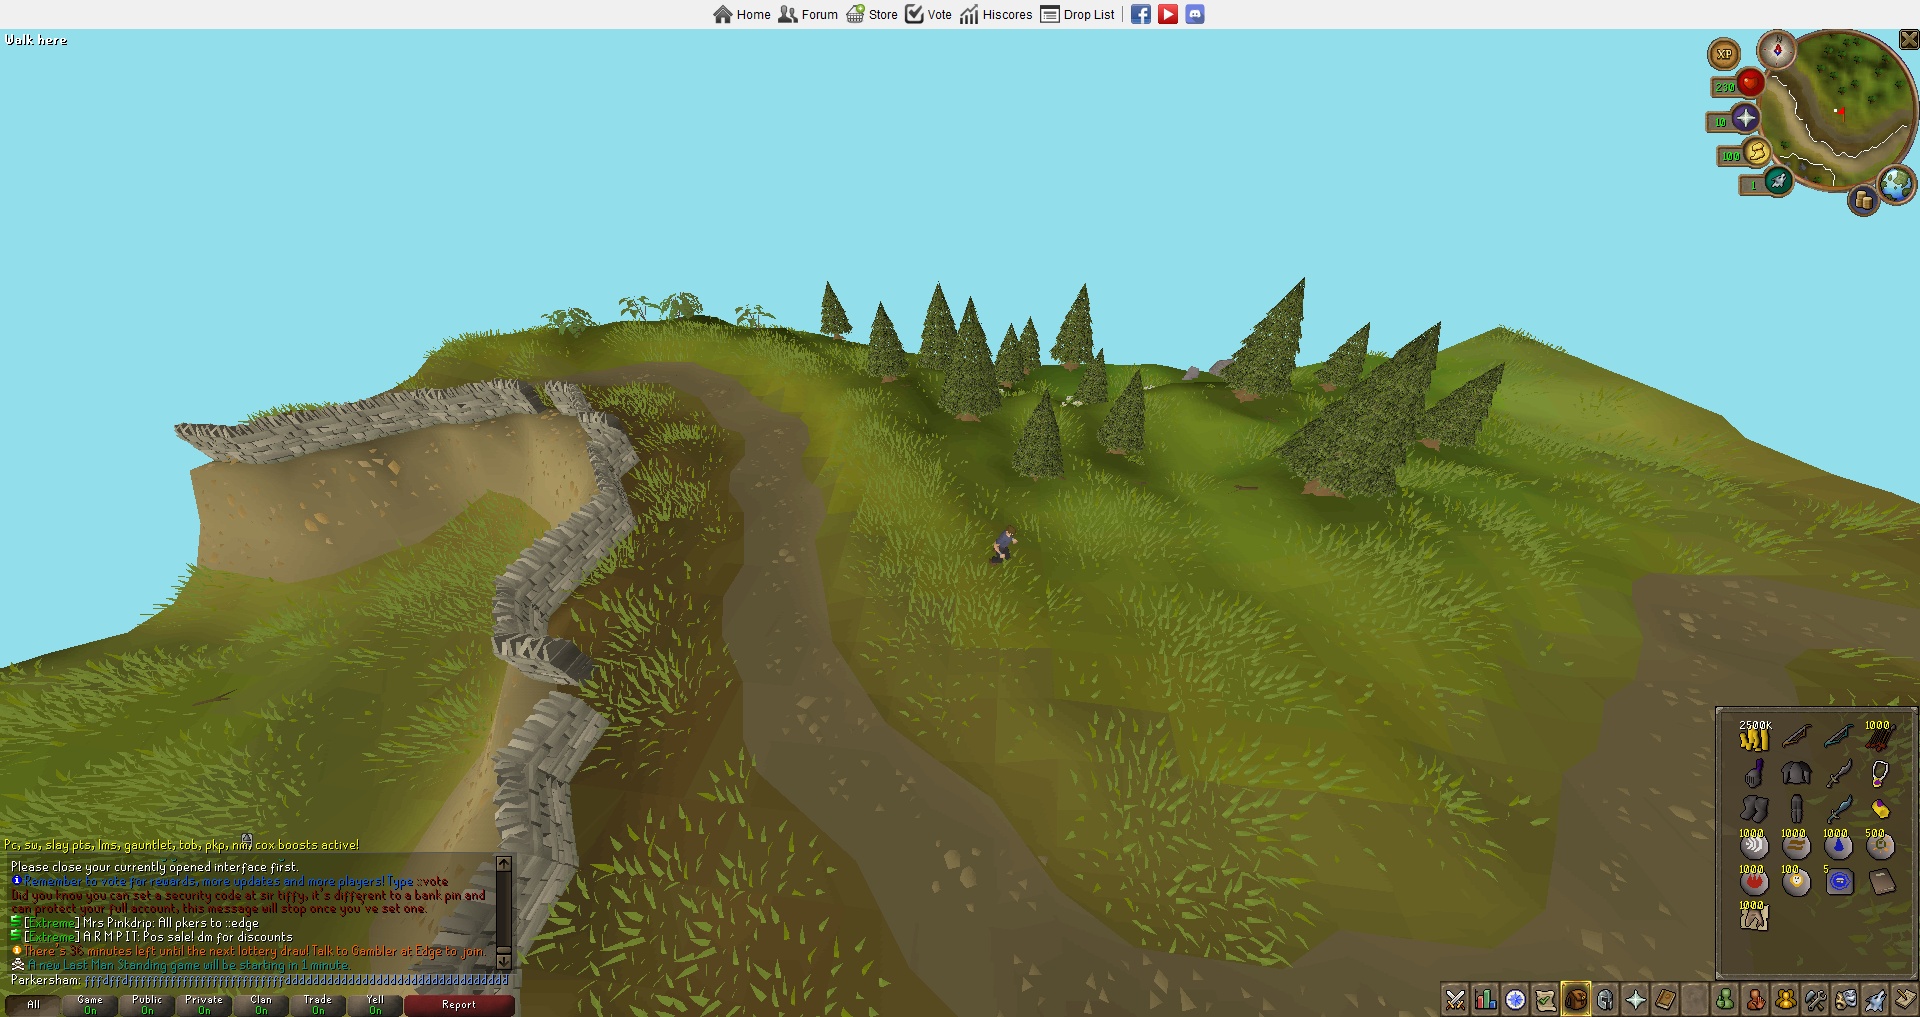 Home Forum Store Vote Hiscores Drop List
Walk here
N
XP
230
10
100
1
2500K 1000
1000 1000 1000 500
1000 100 5
1000
Pc, sw, slay pts, lms, gauntlet, tob, pkp, nm, cox boosts active!
Please close your currently opened interface first.
Remember to vote for rewards, more updates and more players! Type ::vote
Did you know you can set a security code at sir tiffy, it's different to a bank pin and
can protect your full account, this message will stop once you've set one.
[Extreme] Mrs Pinkdrip: All pkers to ::edge
[Extreme] A R M P I T: Pos sale! dm for discounts
There's 36 minutes left until the next lottery draw! Talk to Gambler at Edge to join.
A new Last Man Standing game will be starting in 1 minute.
Parkersham:
All Game Public Private Clan Trade Yell Report
On On On On On On